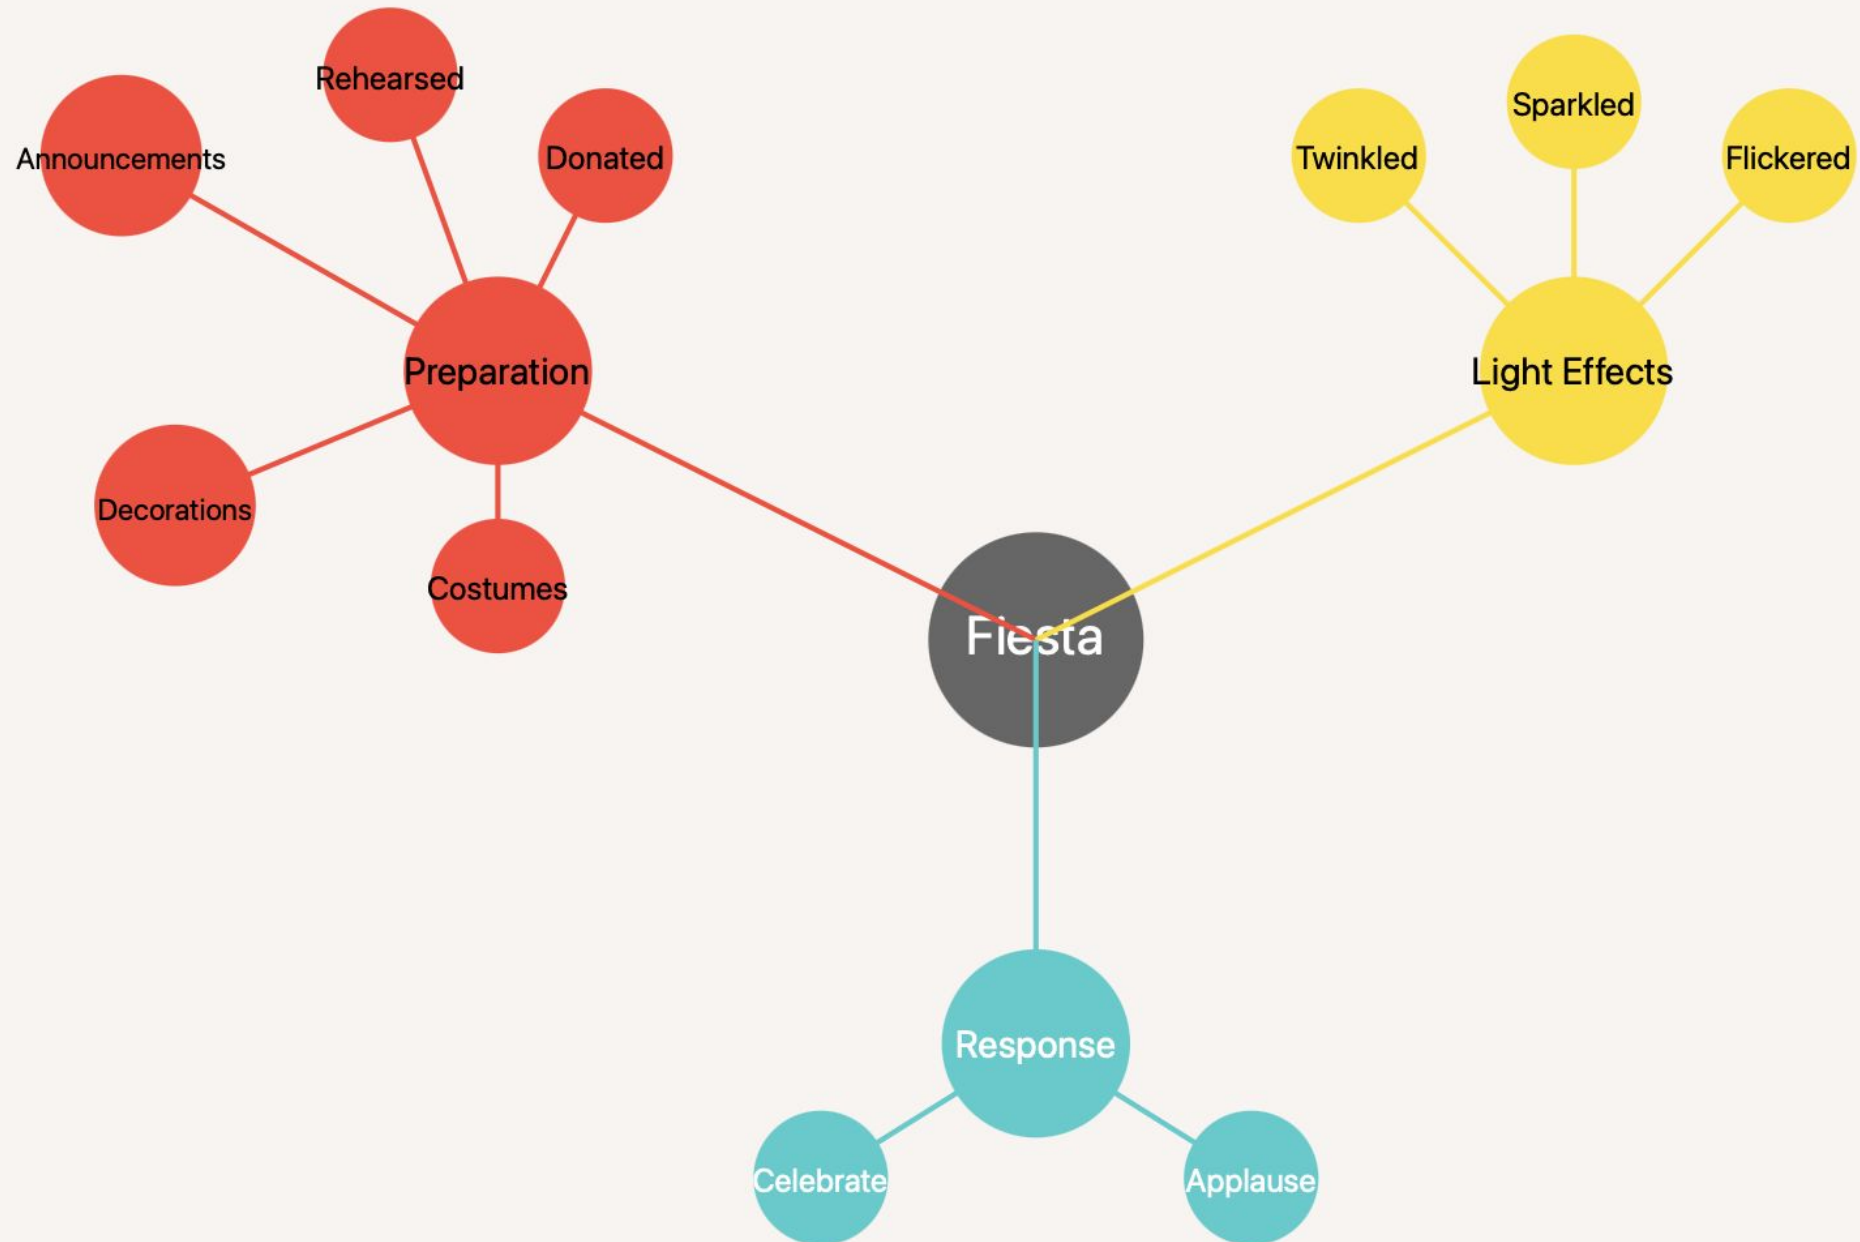 Rehearsed
Announcements
Donated
Preparation
Decorations
Costumes
Twinkled
Sparkled
Flickered
Light Effects
Fiesta
Response
Celebrate
Applause